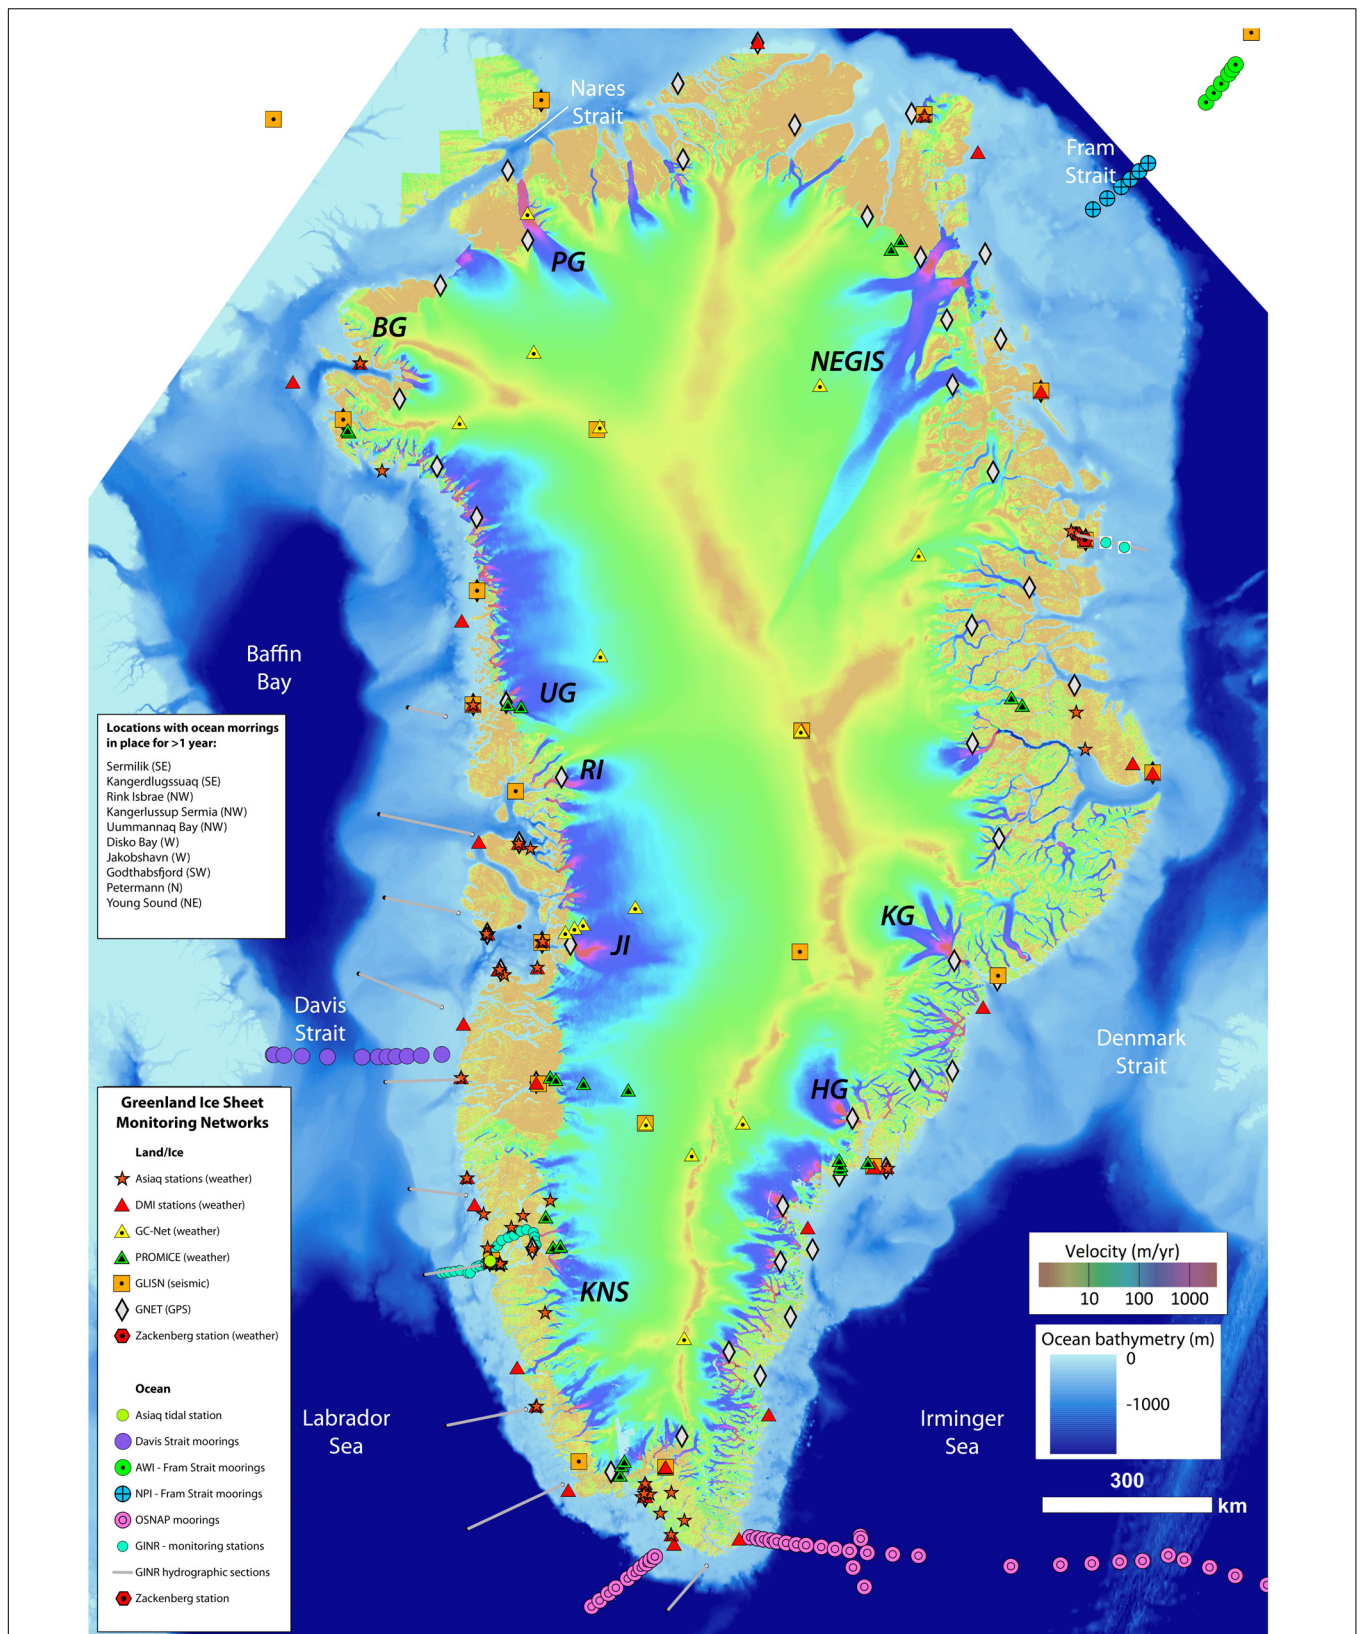 Nares
Strait
Fram
Strait
PG
BG
NEGIS
Baffin
Bay
UG
Locations with ocean morrings
in place for >1 year:
Sermilik (SE)
Kangerdlugssuaq (SE)
Rink Isbrae (NW)
Kangerlussup Sermia (NW)
Uummannaq Bay (NW)
Disko Bay (W)
Jakobshavn (W)
Godthabsfjord (SW)
Petermann (N)
Young Sound (NE)
RI
KG
JI
Davis
Strait
Denmark
Strait
HG
Greenland Ice Sheet
Monitoring Networks
Land/Ice
Asiaq stations (weather)
DMI stations (weather)
GC-Net (weather)
PROMICE (weather)
GLISN (seismic)
GNET (GPS)
Zackenberg station (weather)
Ocean
Asiaq tidal station
Davis Strait moorings
AWI - Fram Strait moorings
NPI - Fram Strait moorings
OSNAP moorings
GINR - monitoring stations
GINR hydrographic sections
Zackenberg station
KNS
Velocity (m/yr)
10 100 1000
Ocean bathymetry (m)
0
-1000
Labrador
Sea
Irminger
Sea
300
km